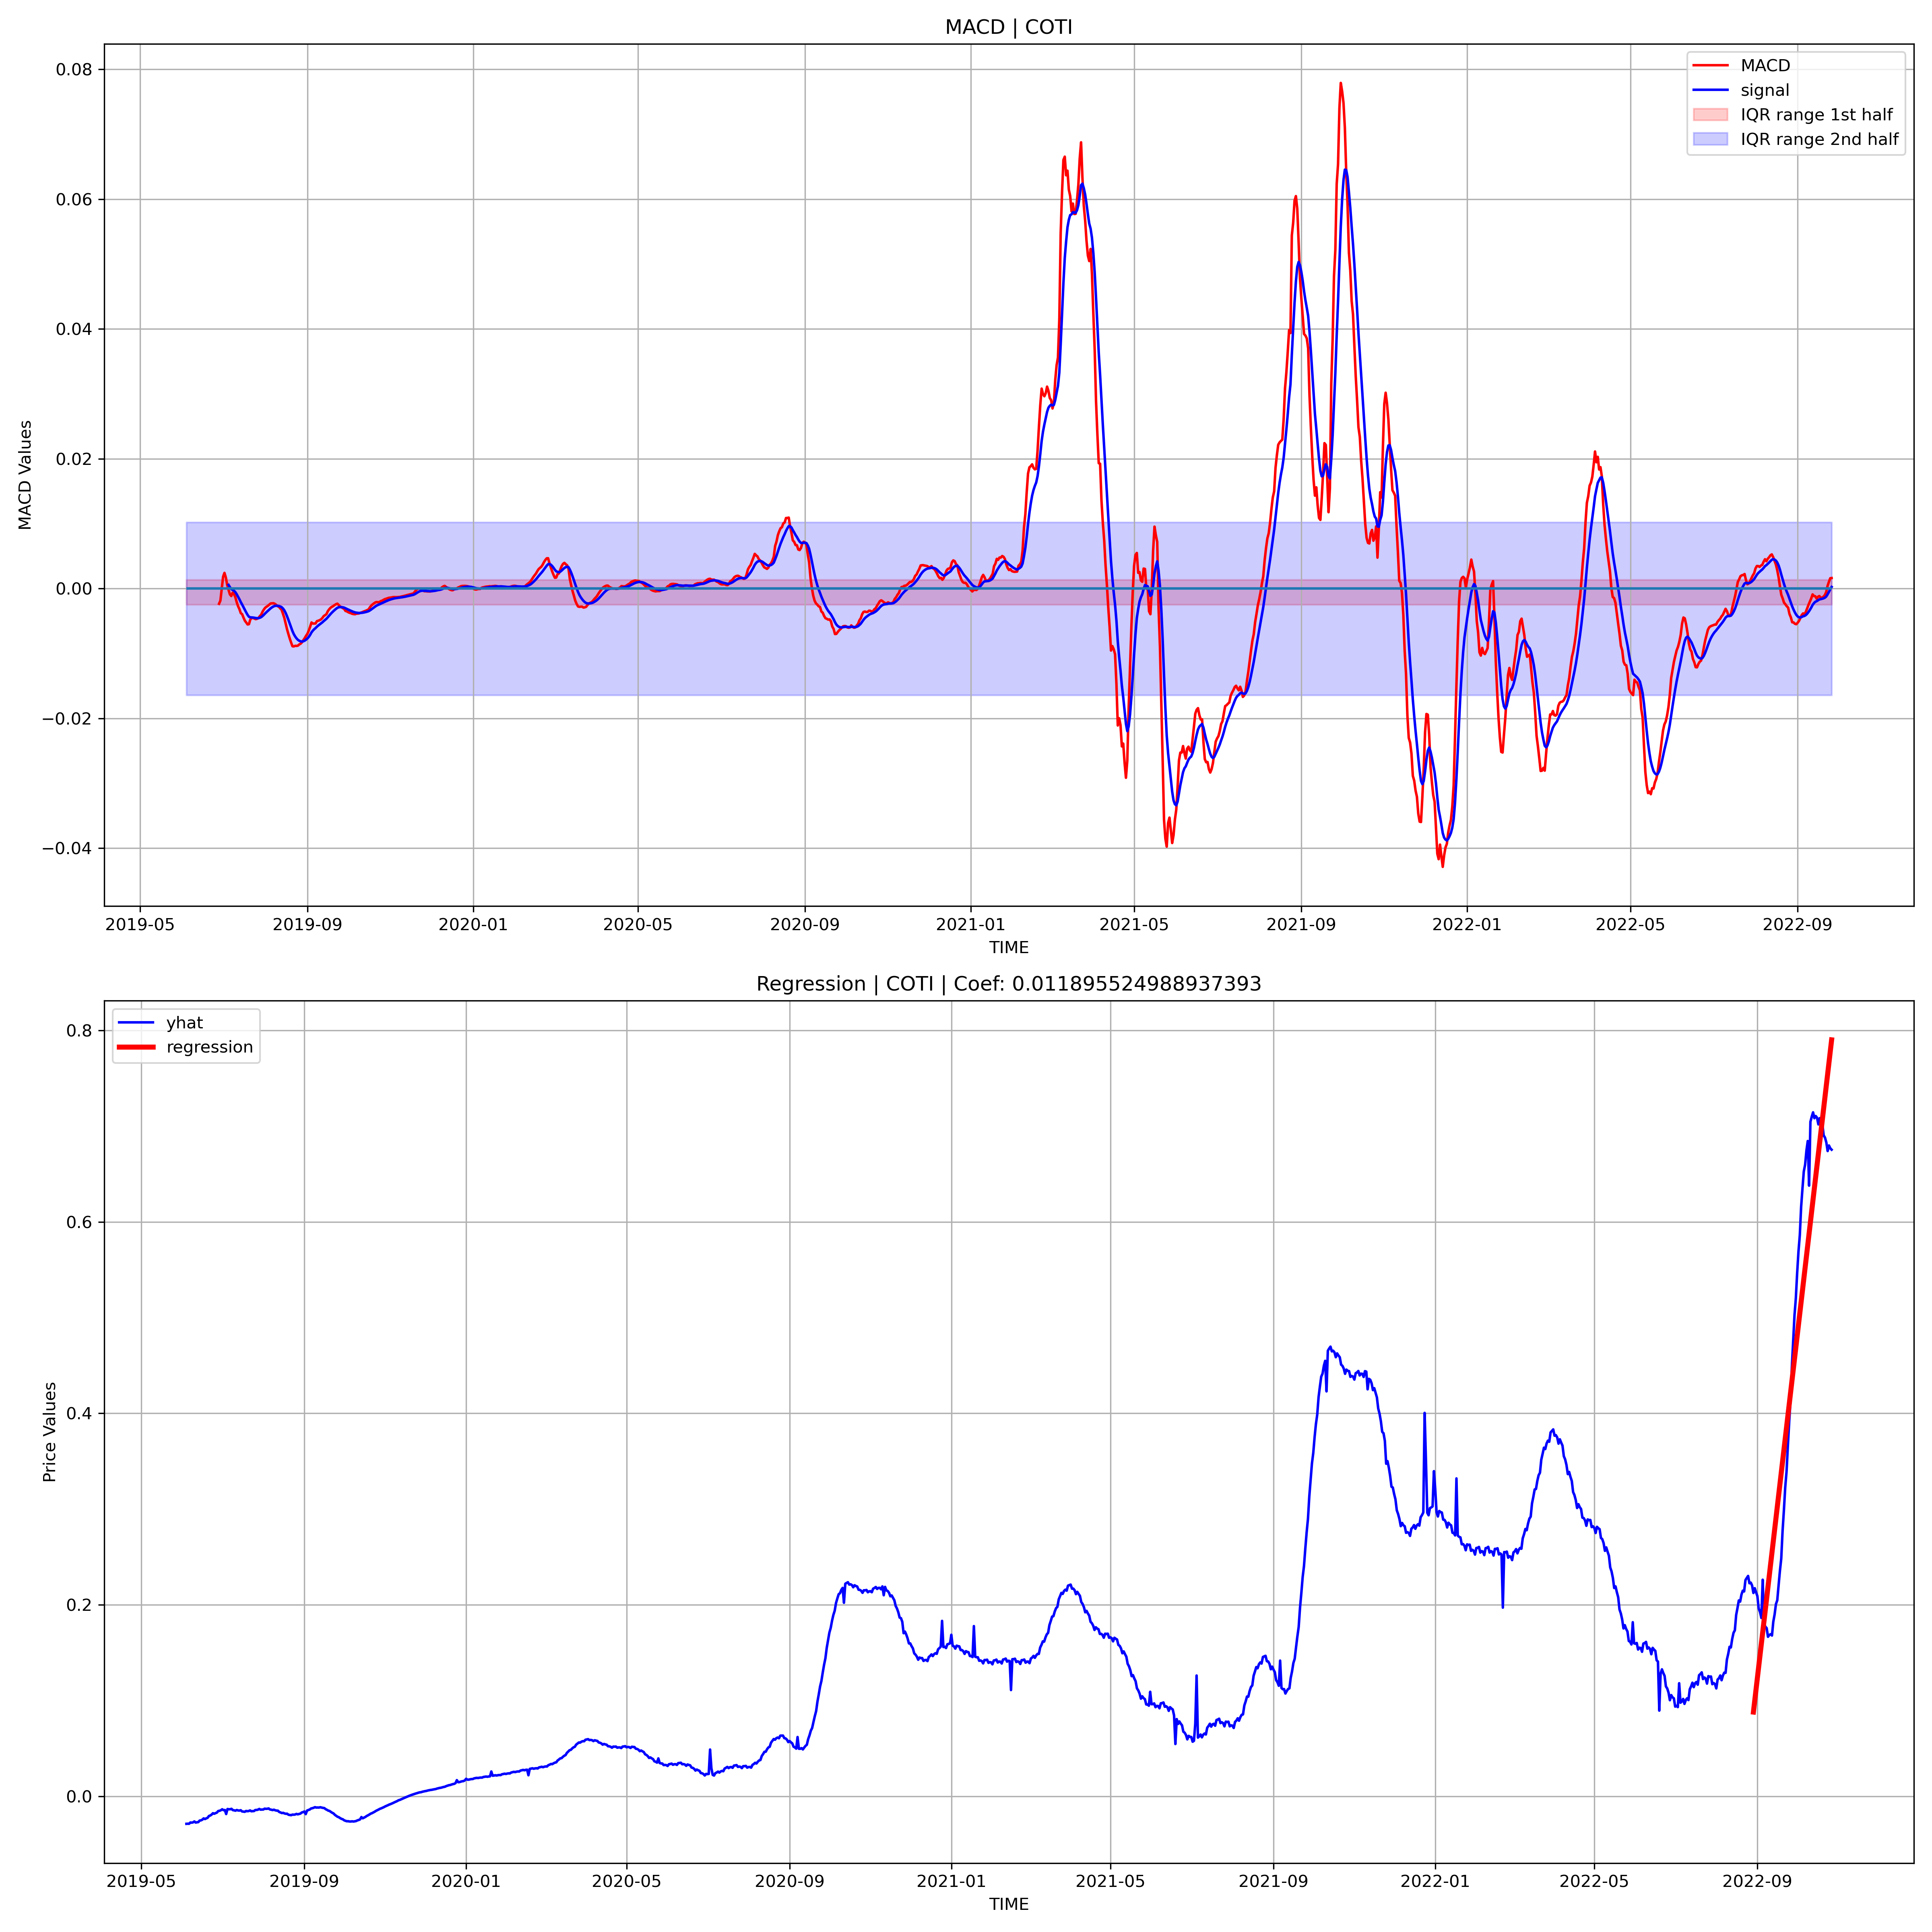 MACD | COTI
MACD
signal
IQR range 1st half
IQR range 2nd half
MACD Values
0.08
0.06
0.04
0.02
0.00
−0.02
−0.04
2019-05 2019-09 2020-01 2020-05 2020-09 2021-01 2021-05 2021-09 2022-01 2022-05 2022-09
TIME
Regression | COTI | Coef: 0.011895524988937393
yhat
regression
Price Values
0.8
0.6
0.4
0.2
0.0
2019-05 2019-09 2020-01 2020-05 2020-09 2021-01 2021-05 2021-09 2022-01 2022-05 2022-09
TIME